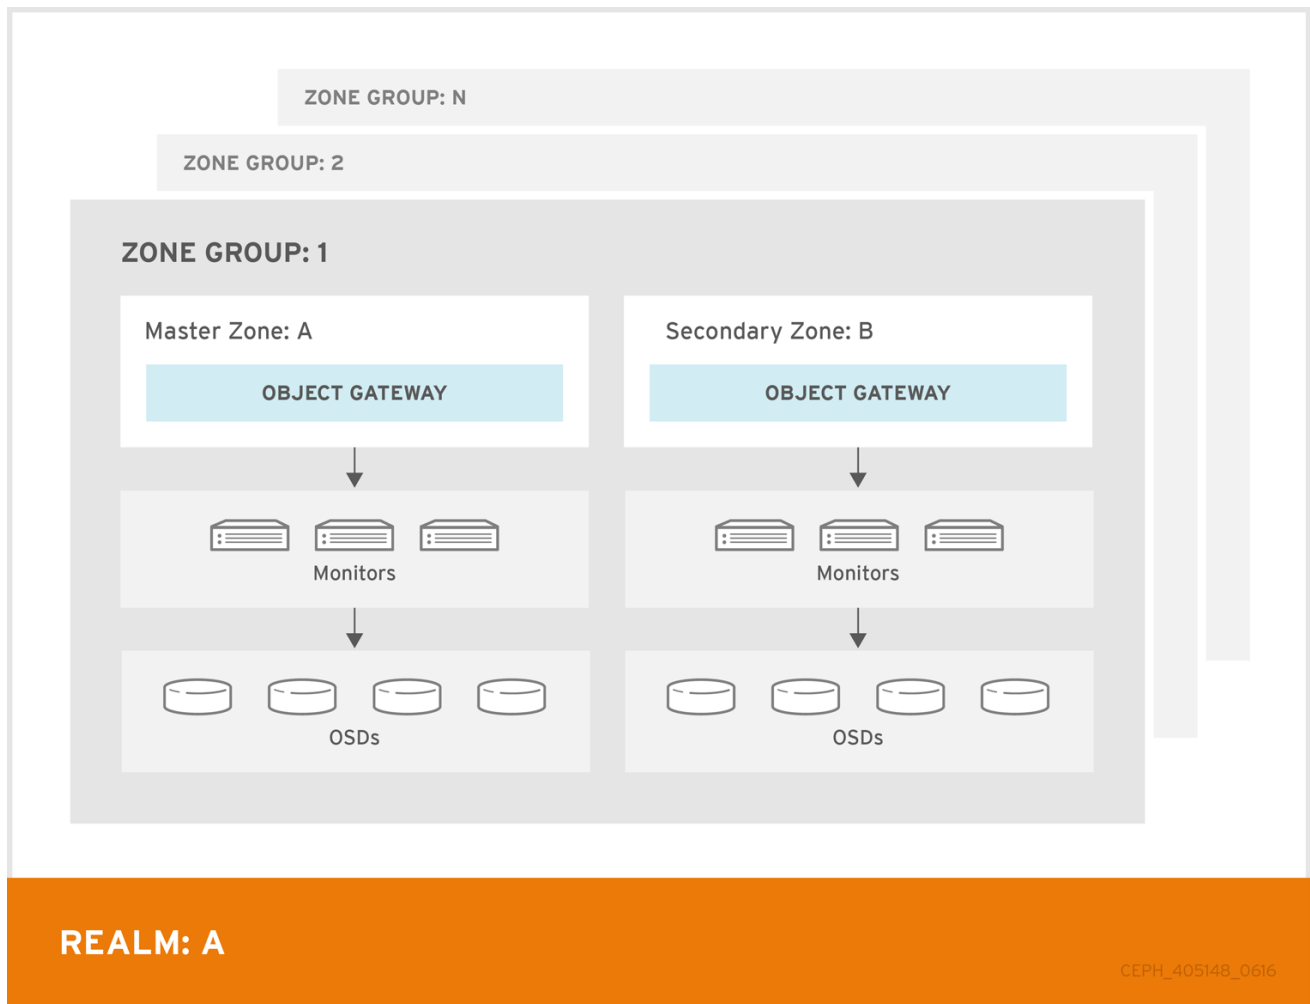 ZONE GROUP: N
ZONE GROUP: 2
ZONE GROUP: 1
Master Zone: A
Secondary Zone: B
OBJECT GATEWAY
OBJECT GATEWAY
Monitors
Monitors
OSDs
OSDs
REALM: A
CEPH_405148_0616